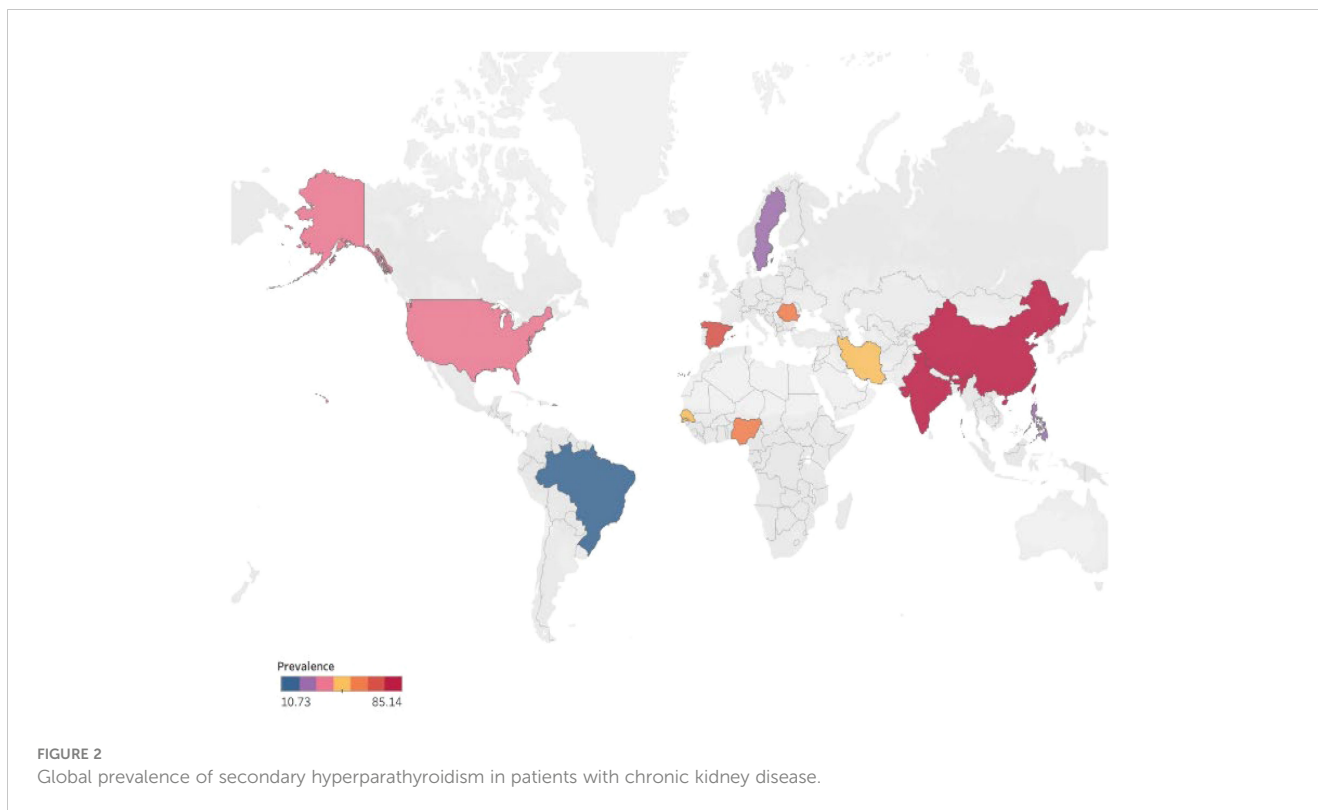 Prevalence
10.73 85.14
FIGURE 2
Global prevalence of secondary hyperparathyroidism in patients with chronic kidney disease.